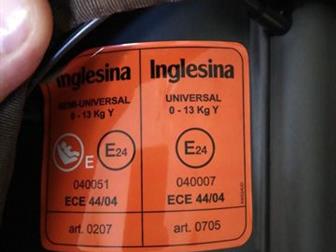 Inglesina
SEMI-UNIVERSAL
0 - 13 Kg Y
E
E24
040051
ECE 44/04
art. 0207
Inglesina
UNIVERSAL
0 - 13 Kg Y
E24
040007
ECE 44/04
art. 0705